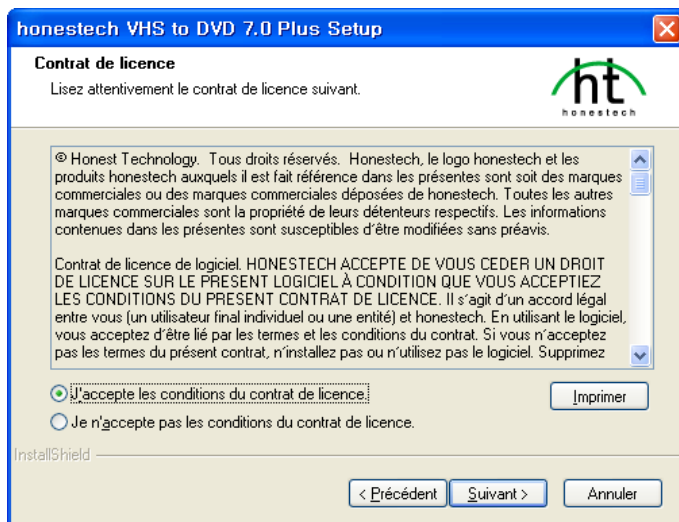 honestech VHS to DVD 7.0 Plus Setup
Contrat de licence
Lisez attentivement le contrat de licence suivant.
ht
honestech
© Honest Technology. Tous droits réservés. Honestech, le logo honestech et les
produits honestech auxquels il est fait référence dans les présentes sont soit des marques
commerciales ou des marques commerciales déposées de honestech. Toutes les autres
marques commerciales sont la propriété de leurs détenteurs respectifs. Les informations
contenues dans les présentes sont susceptibles d'être modifiées sans préavis.
Contrat de licence de logiciel. HONESTECH ACCEPTE DE VOUS CEDER UN DROIT
DE LICENCE SUR LE PRESENT LOGICIEL À CONDITION QUE VOUS ACCEPTIEZ
LES CONDITIONS DU PRESENT CONTRAT DE LICENCE. Il s'agit d'un accord légal
entre vous (un utilisateur final individuel ou une entité) et honestech. En utilisant le logiciel,
vous acceptez d'être lié par les termes et les conditions du contrat. Si vous n'acceptez
pas les termes du présent contrat, n'installez pas ou n'utilisez pas le logiciel. Supprimez
J'accepte les conditions du contrat de licence.
Imprimer
Je n'accepte pas les conditions du contrat de licence.
InstallShield
< Précédent
Suivant >
Annuler